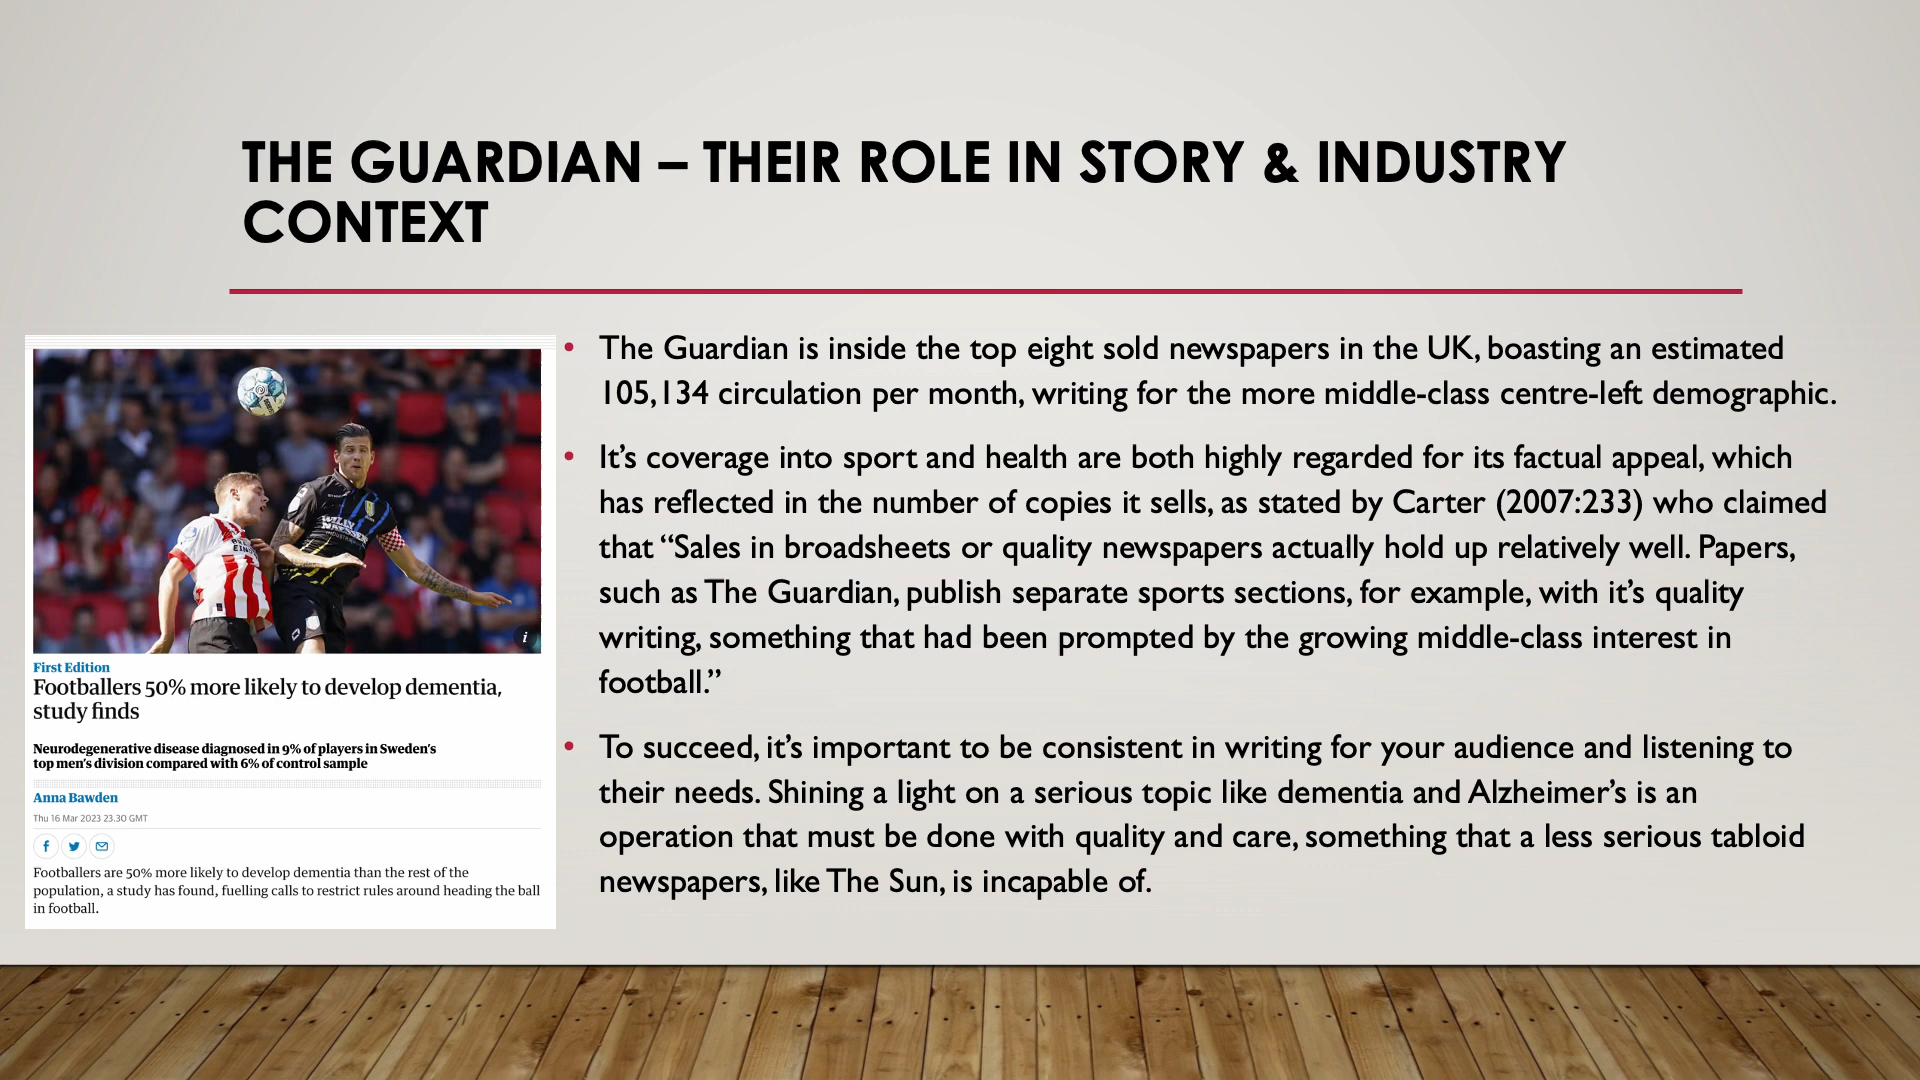 THE GUARDIAN – THEIR ROLE IN STORY & INDUSTRY
CONTEXT
First Edition
Footballers 50% more likely to develop dementia,
study finds
Neurodegenerative disease diagnosed in 9% of players in Sweden's
top men's division compared with 6% of control sample
Anna Bawden
Thu 16 Mar 2023 23.30 GMT
Footballers are 50% more likely to develop dementia than the rest of the
population, a study has found, fuelling calls to restrict rules around heading the ball
in football.
• The Guardian is inside the top eight sold newspapers in the UK, boasting an estimated
105,134 circulation per month, writing for the more middle-class centre-left demographic.
• It’s coverage into sport and health are both highly regarded for its factual appeal, which
has reflected in the number of copies it sells, as stated by Carter (2007:233) who claimed
that “Sales in broadsheets or quality newspapers actually hold up relatively well. Papers,
such as The Guardian, publish separate sports sections, for example, with it’s quality
writing, something that had been prompted by the growing middle-class interest in
football.”
• To succeed, it’s important to be consistent in writing for your audience and listening to
their needs. Shining a light on a serious topic like dementia and Alzheimer’s is an
operation that must be done with quality and care, something that a less serious tabloid
newspapers, like The Sun, is incapable of.